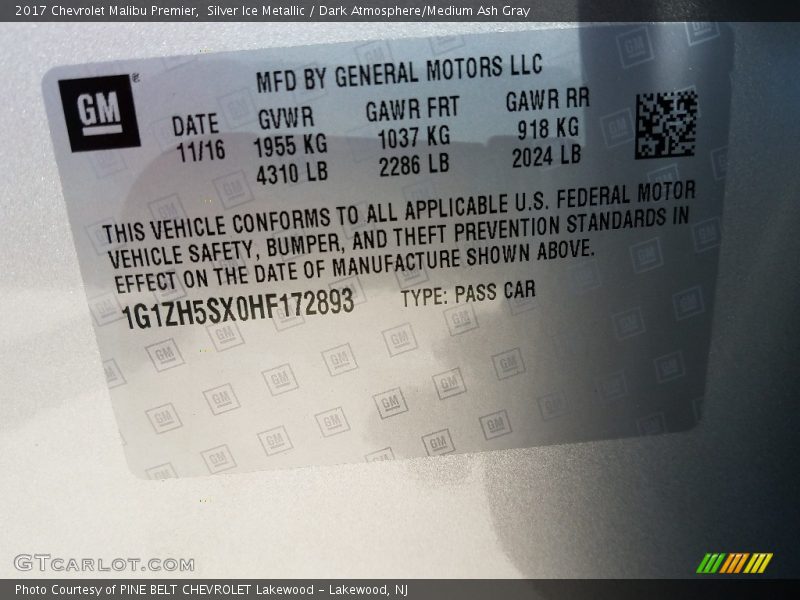 2017 Chevrolet Malibu Premier,  Silver Ice Metallic / Dark Atmosphere/Medium Ash Gray
GM ®
MFD BY GENERAL MOTORS LLC
DATE GVWR GAWR FRT GAWR RR
11/16 1955 KG 1037 KG 918 KG
4310 LB 2286 LB 2024 LB
THIS VEHICLE CONFORMS TO ALL APPLICABLE U.S. FEDERAL MOTOR
VEHICLE SAFETY, BUMPER, AND THEFT PREVENTION STANDARDS IN
EFFECT ON THE DATE OF MANUFACTURE SHOWN ABOVE.
1G1ZH5SX0HF172893 TYPE: PASS CAR
GTCARLOT.COM
Photo Courtesy of PINE BELT CHEVROLET Lakewood - Lakewood, NJ